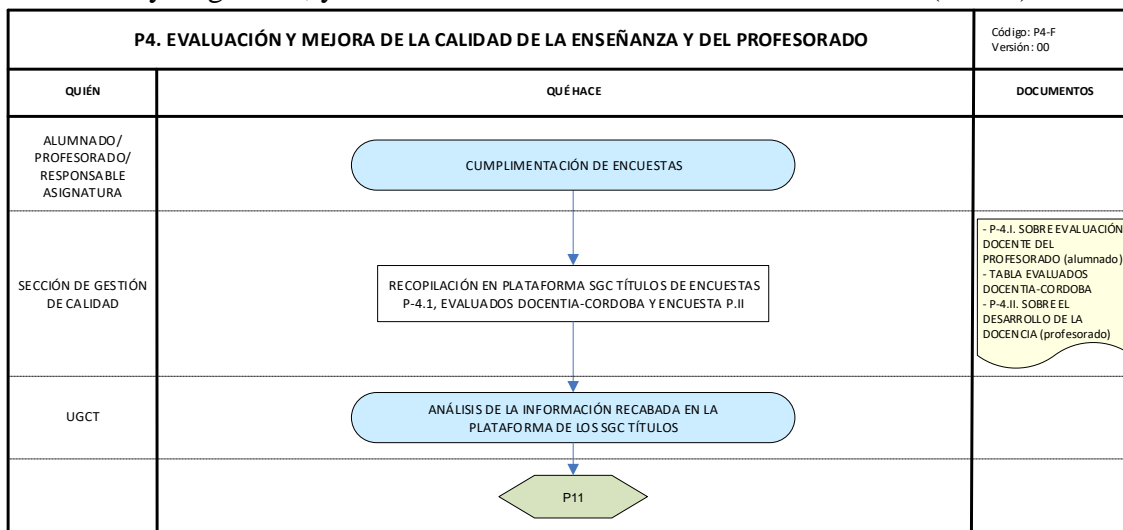 P4. EVALUACIÓN Y MEJORA DE LA CALIDAD DE LA ENSEÑANZA Y DEL PROFESORADO
Código: P4-F
Versión: 00
QUIÉN
QUÉ HACE
DOCUMENTOS
ALUMNADO/
PROFESORADO/
RESPONSABLE
ASIGNATURA
CUMPLIMENTACIÓN DE ENCUESTAS
SECCIÓN DE GESTIÓN
DE CALIDAD
RECOPILACIÓN EN PLATAFORMA SGC TÍTULOS DE ENCUESTAS
P-4.1, EVALUADOS DOCENTIA-CORDOBA Y ENCUESTA P.II
- P-4.I. SOBRE EVALUACIÓN
DOCENTE DEL
PROFESORADO (alumnado)
- TABLA EVALUADOS
DOCENTIA-CORDOBA
- P-4.II. SOBRE EL
DESARROLLO DE LA
DOCENCIA (profesorado)
UGCT
ANÁLISIS DE LA INFORMACIÓN RECABADA EN LA
PLATAFORMA DE LOS SGC TÍTULOS
P11